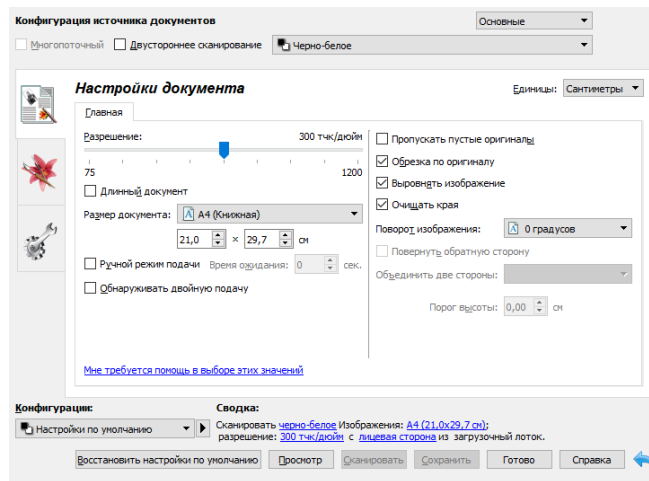 Конфигурация источника документов
Основные
Многопоточный Двустороннее сканирование Черно-белое
Настройки документа
Единицы: Сантиметры
Главная
Разрешение: 300 тчк/дюйм
75 1200
Длинный документ
Размер документа: А4 (Книжная)
21,0 × 29,7 см
Ручной режим подачи Время ожидания: 0 сек.
Обнаруживать двойную подачу
Мне требуется помощь в выборе этих значений
Пропускать пустые оригиналы
Обрезка по оригиналу
Выровнять изображение
Очищать края
Поворот изображения: 0 градусов
Повернуть обратную сторону
Объединить две стороны:
Порог высоты: 0,00 см
Конфигурации:
Настройки по умолчанию
Сводка:
Сканировать черно-белое Изображения: A4 (21,0x29,7 см);
разрешение: 300 тчк/дюйм с лицевая сторона из загрузочный лоток.
Восстановить настройки по умолчанию Просмотр Сканировать Сохранить Готово Справка